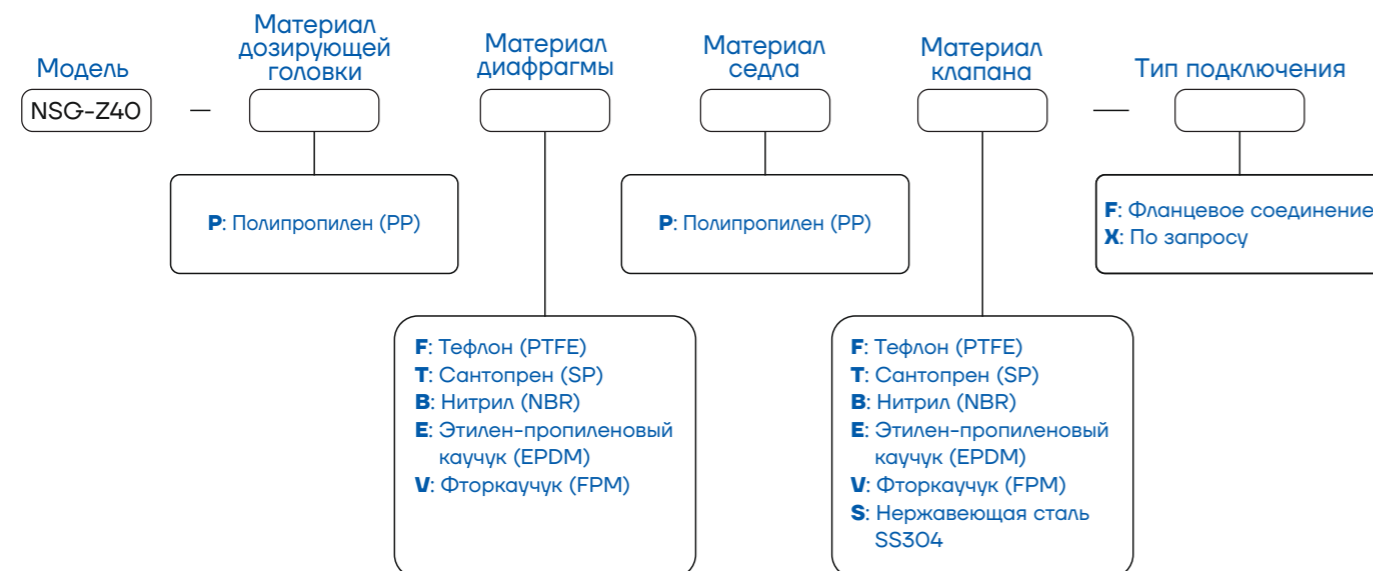 Модель
NSG-Z40
—
Материал
дозирующей
головки
Материал
диафрагмы
Материал
седла
Материал
клапана
—
Тип подключения
P: Полипропилен (PP)
P: Полипропилен (PP)
F: Фланцевое соединение
X: По запросу
F: Тефлон (PTFE)
T: Сантопрен (SP)
B: Нитрил (NBR)
E: Этилен-пропиленовый
каучук (EPDM)
V: Фторкаучук (FPM)
F: Тефлон (PTFE)
T: Сантопрен (SP)
B: Нитрил (NBR)
E: Этилен-пропиленовый
каучук (EPDM)
V: Фторкаучук (FPM)
S: Нержавеющая сталь
SS304